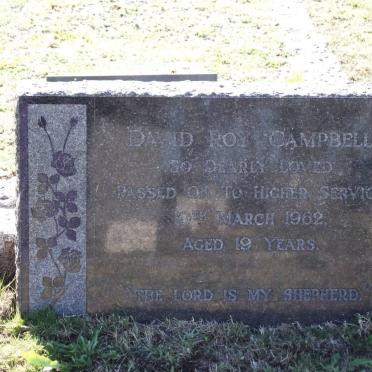 DAVID ROY CAMPBELL
SO DEARLY LOVED
PASSED ON TO HIGHER SERVIC
MARCH 1962.
AGED 19 YEARS.
"THE LORD IS MY SHEPHERD.